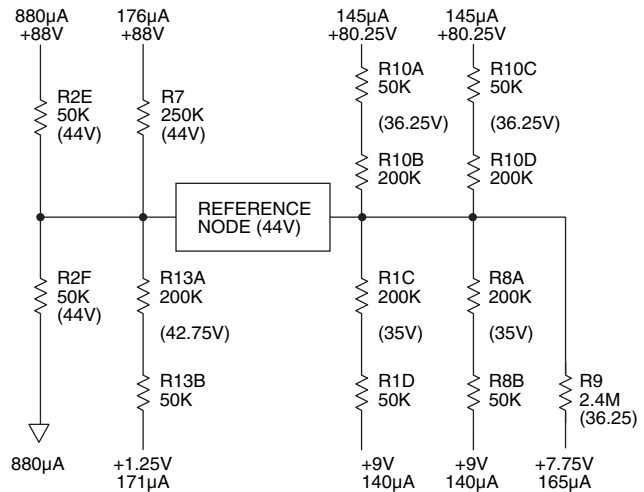 880µA
+88V
176µA
+88V
145µA
+80.25V
145µA
+80.25V
R2E
50K
(44V)
R7
250K
(44V)
R10A
50K
(36.25V)
R10B
200K
R10C
50K
(36.25V)
R10D
200K
REFERENCE
NODE (44V)
R2F
50K
(44V)
R13A
200K
(42.75V)
R13B
50K
R1C
200K
(35V)
R1D
50K
R8A
200K
(35V)
R8B
50K
R9
2.4M
(36.25)
880µA
+1.25V
171µA
+9V
140µA
+9V
140µA
+7.75V
165µA